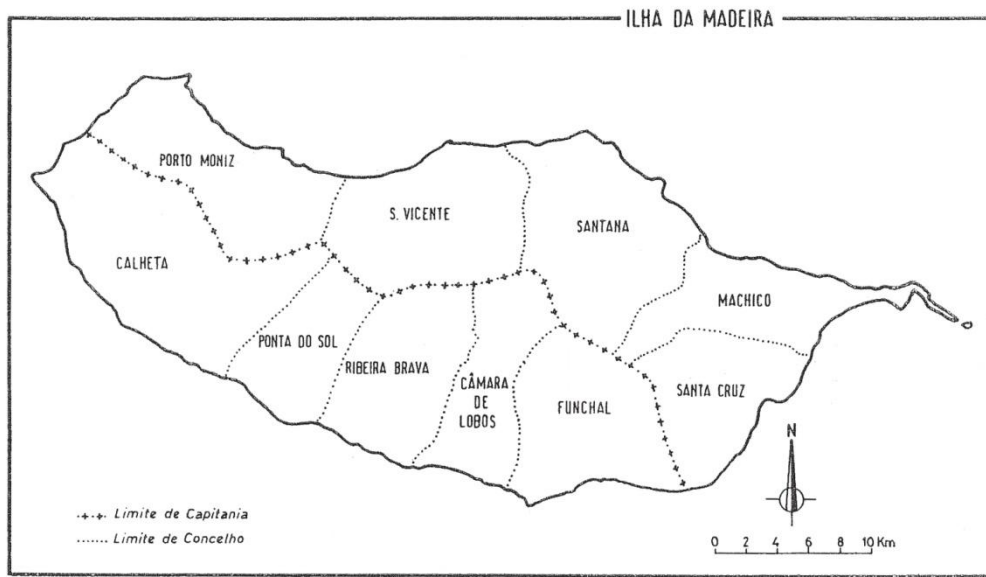 ILHA DA MADEIRA
PORTO MONIZ
S. VICENTE
SANTANA
CALHETA
MACHICO
PONTA DO SOL
RIBEIRA BRAVA
CÂMARA
DE
LOBOS
FUNCHAL
SANTA CRUZ
N
Limite de Capitania
Limite de Concelho
0 2 4 6 8 10 Km